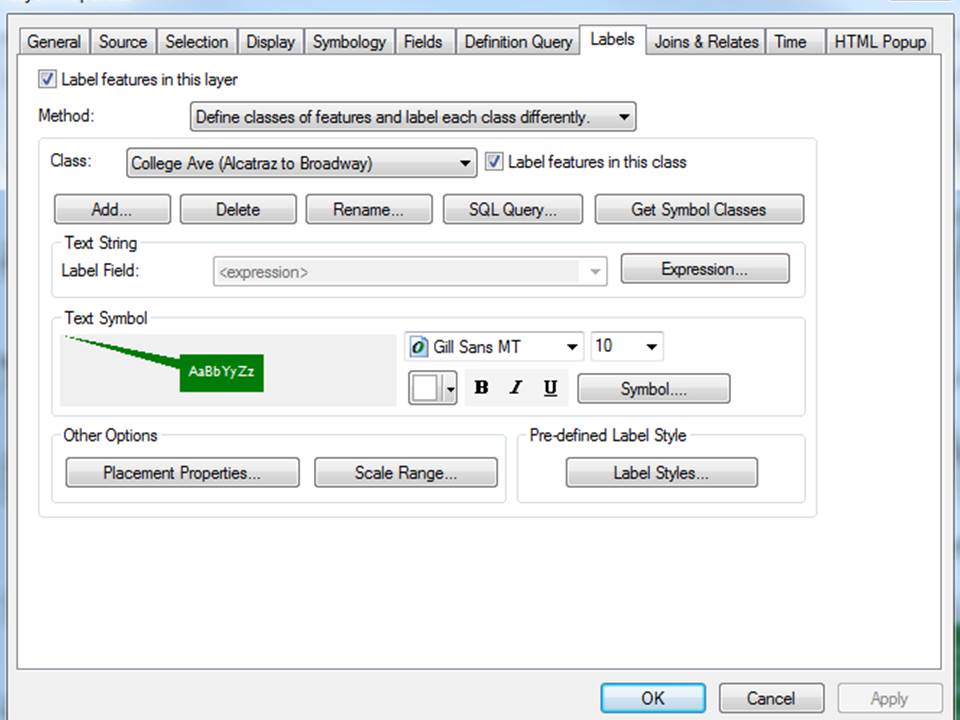 General Source Selection Display Symbology Fields Definition Query Labels Joins & Relates Time HTML Popup
Label features in this layer
Method: Define classes of features and label each class differently.
Class: College Ave (Alcatraz to Broadway) Label features in this class
Add... Delete Rename... SQL Query... Get Symbol Classes
Text String
Label Field: <expression> Expression...
Text Symbol
AaBbYyZz
Gill Sans MT 10
B I U Symbol....
Other Options
Placement Properties... Scale Range...
Pre-defined Label Style
Label Styles...
OK Cancel Apply